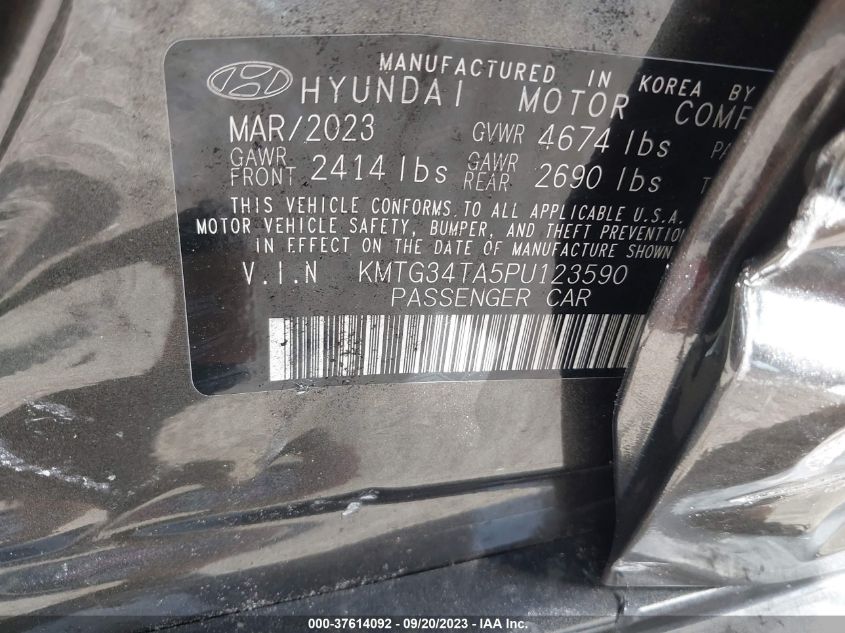 MANUFACTURED IN KOREA BY
HYUNDAI MOTOR COMP
MAR/2023 GVWR 4674 lbs PA
GAWR FRONT 2414 lbs GAWR REAR 2690 lbs T
THIS VEHICLE CONFORMS TO ALL APPLICABLE U.S.A.
MOTOR VEHICLE SAFETY, BUMPER, AND THEFT PREVENTION
IN EFFECT ON THE DATE OF MANUFACTURE SHOWN
V.I.N KMTG34TA5PU123590
PASSENGER CAR
000-37614092 - 09/20/2023 - IAA Inc.